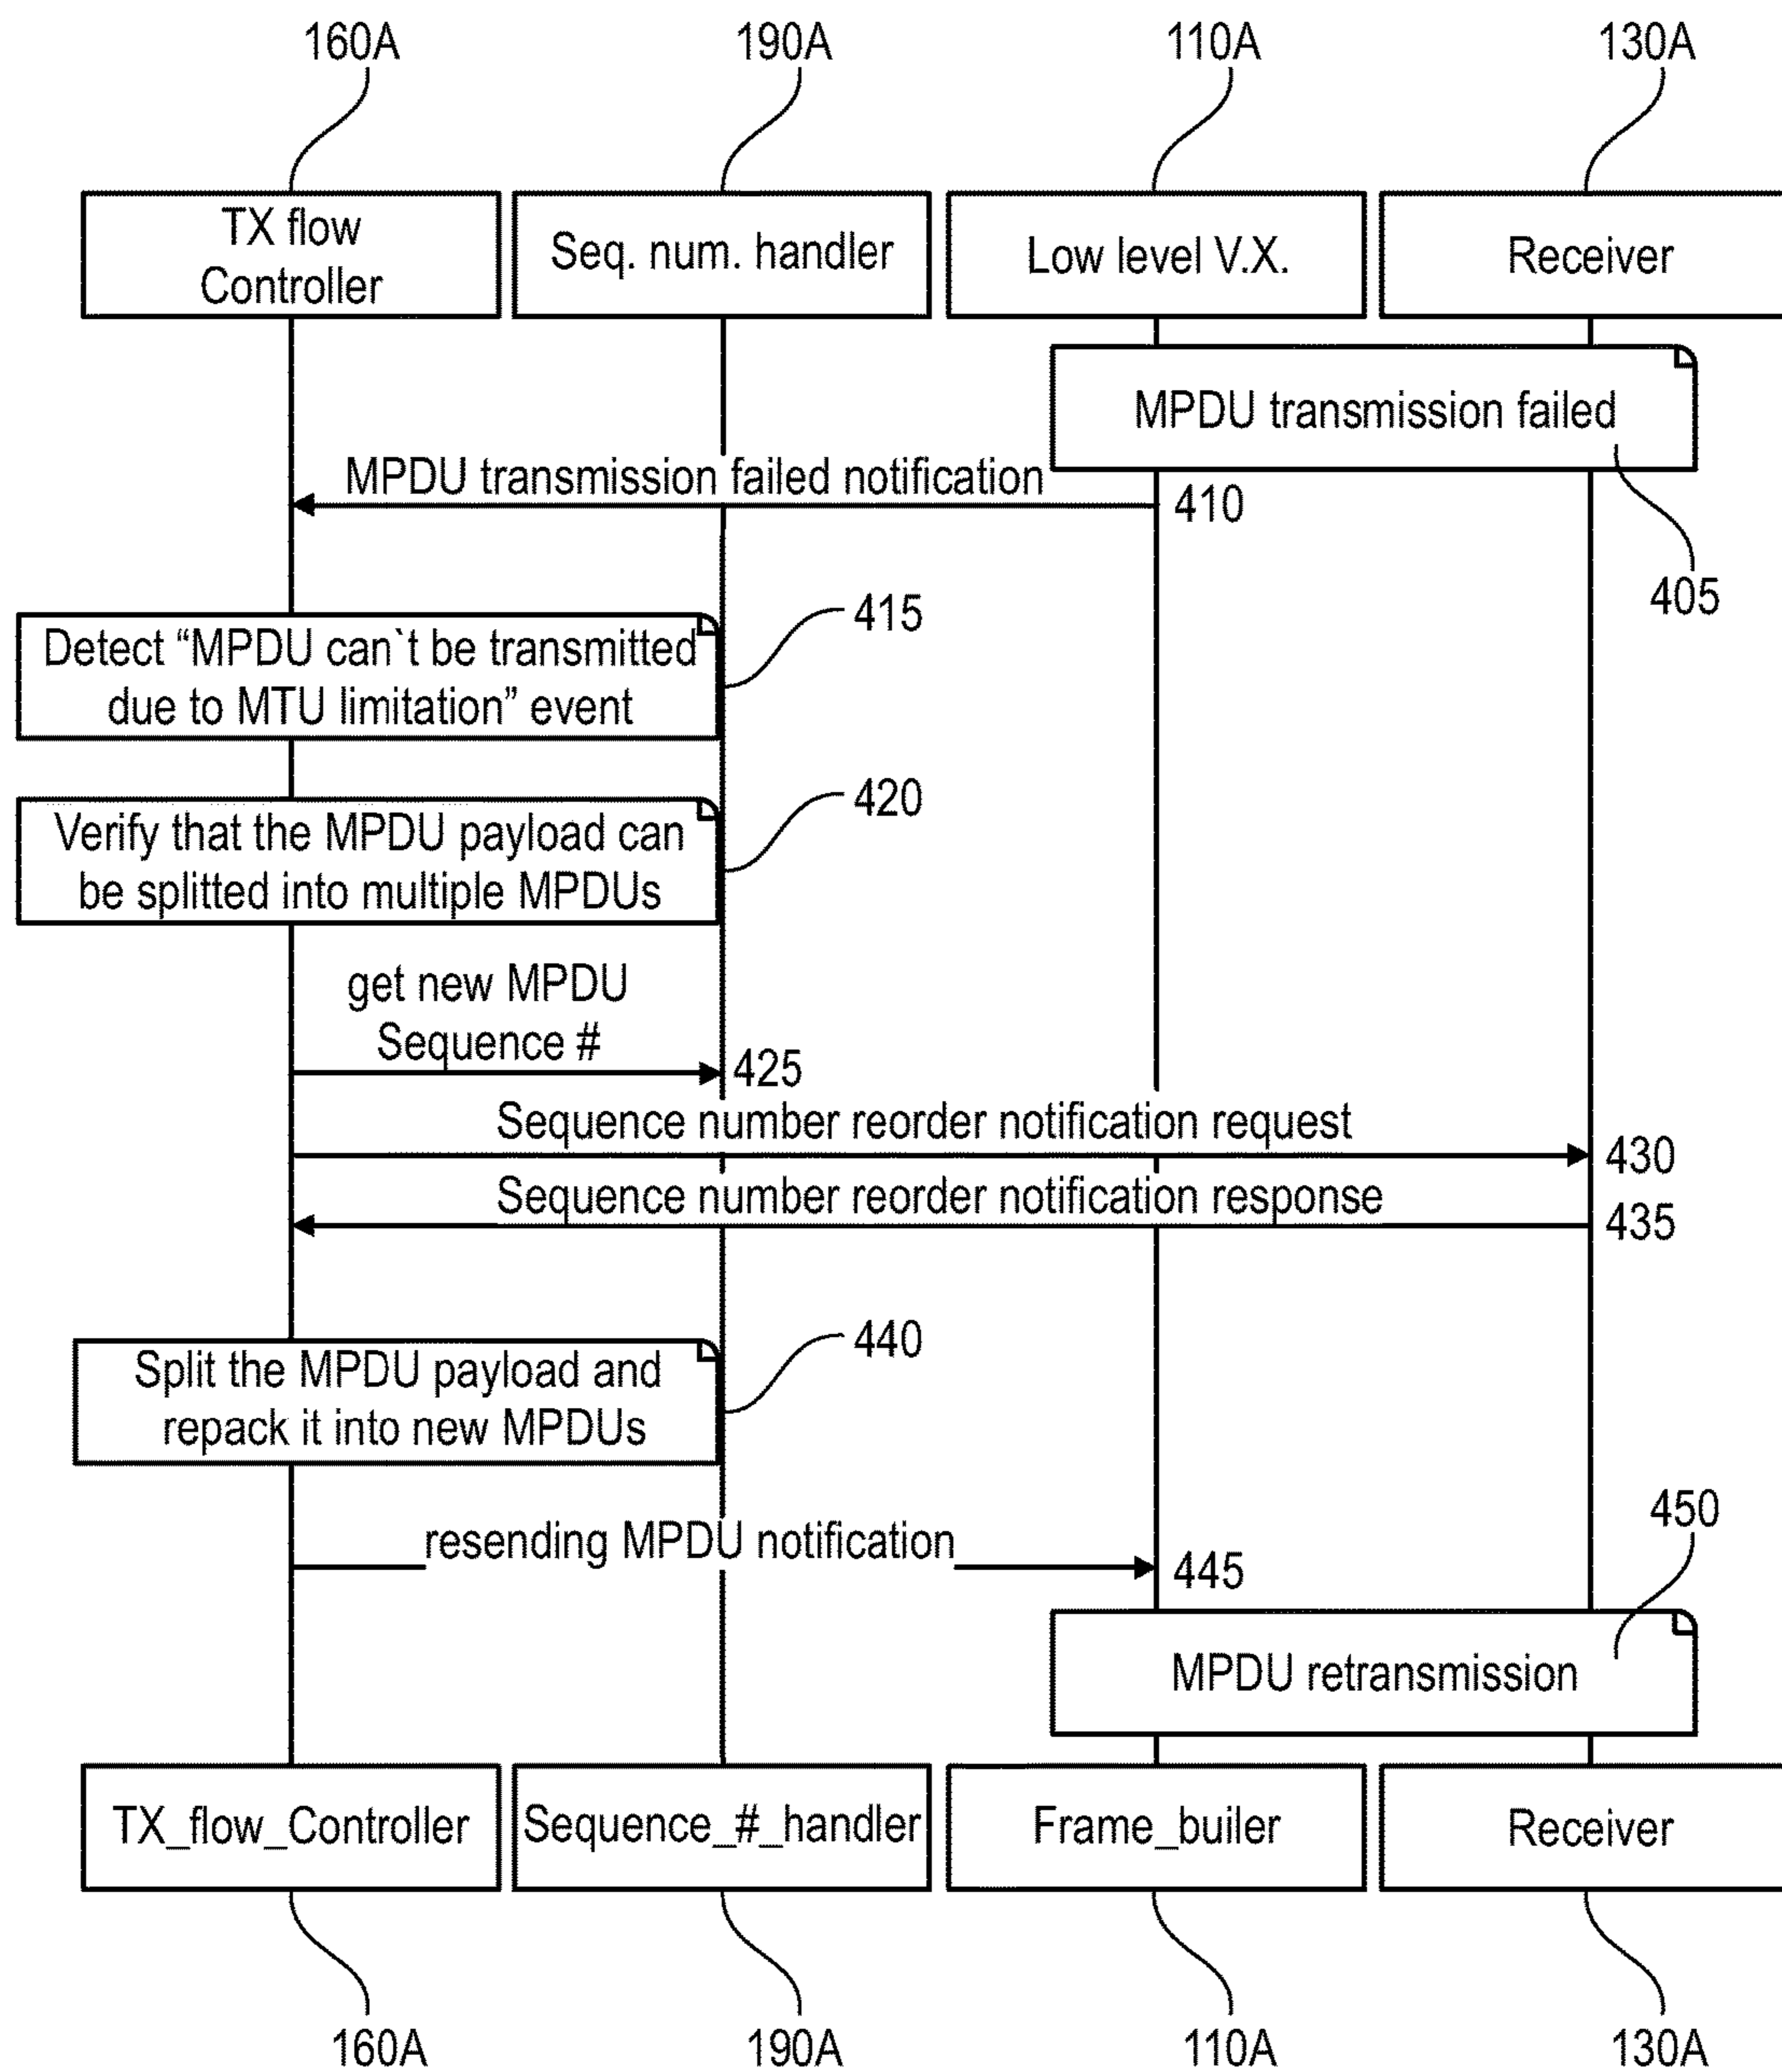 160A
190A
110A
130A
TX flow
Controller
Seq. num. handler
Low level V.X.
Receiver
MPDU transmission failed
MPDU transmission failed notification
410
405
415
Detect “MPDU can`t be transmitted
due to MTU limitation” event
420
Verify that the MPDU payload can
be splitted into multiple MPDUs
get new MPDU
Sequence #
425
Sequence number reorder notification request
430
Sequence number reorder notification response
435
440
Split the MPDU payload and
repack it into new MPDUs
resending MPDU notification
445
450
MPDU retransmission
TX_flow_Controller
Sequence_#_handler
Frame_builer
Receiver
160A
190A
110A
130A